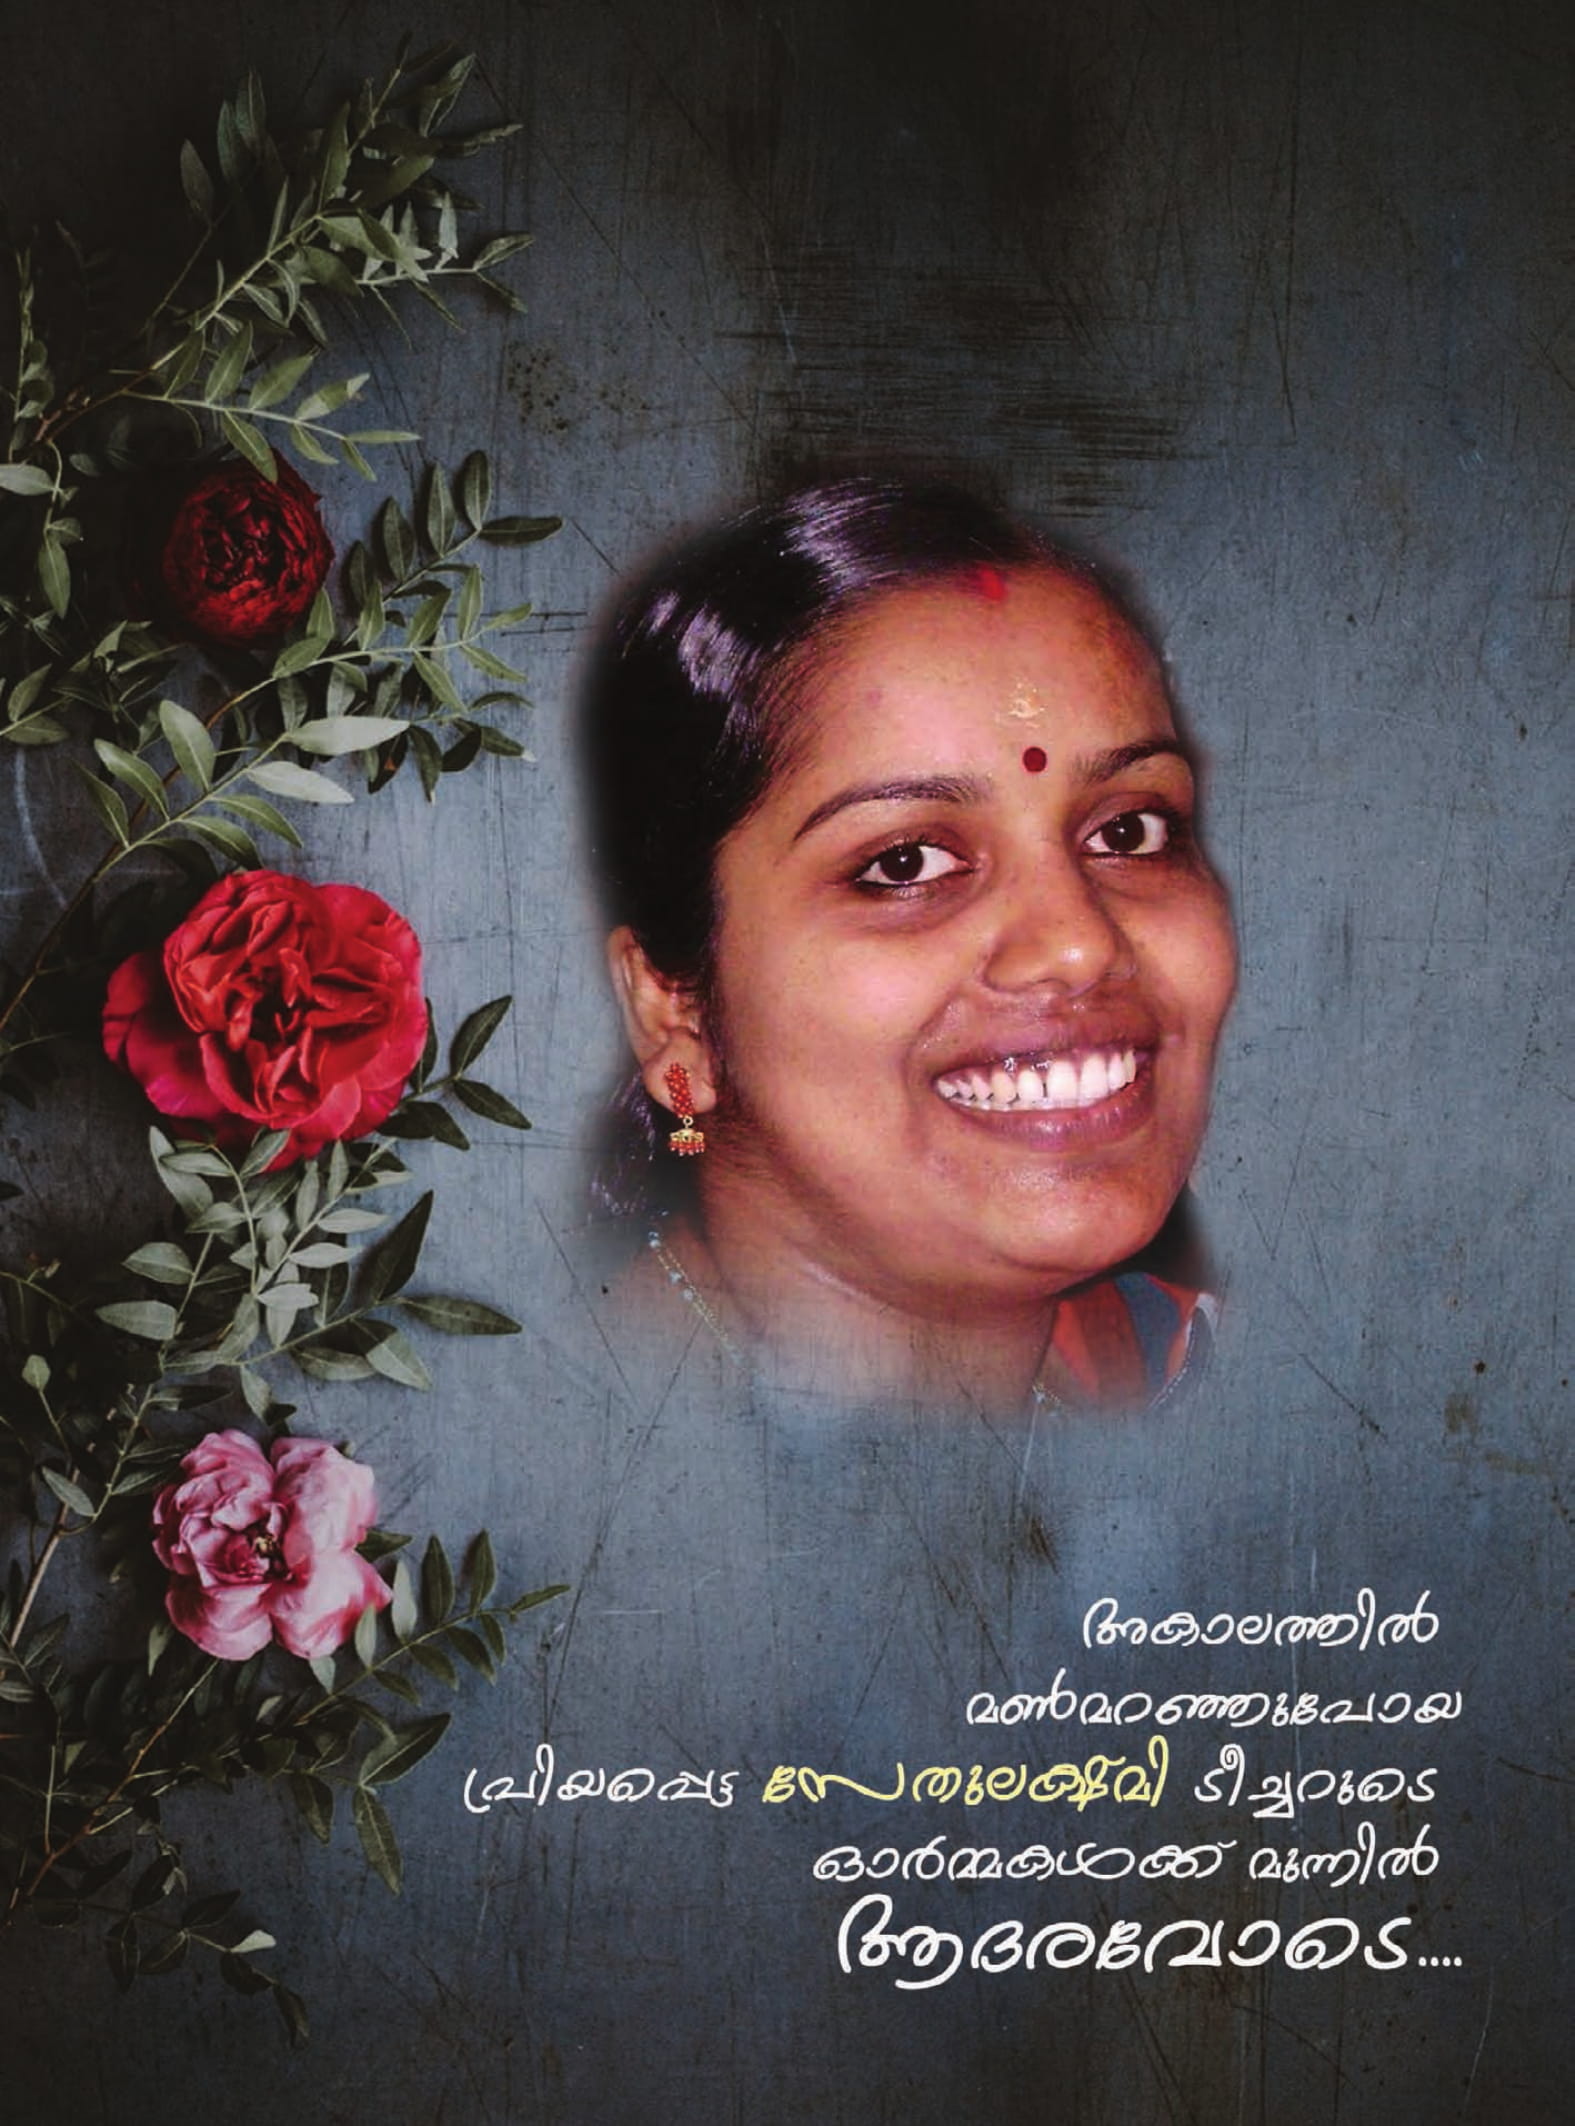 അകാലത്തിൽ
മൺമറഞ്ഞുപോയ
പ്രിയപ്പെട്ട സേതുലക്ഷ്മി ടീച്ചറുടെ
ഓർമ്മകൾക്ക് മുന്നിൽ
ആദരവോടെ....